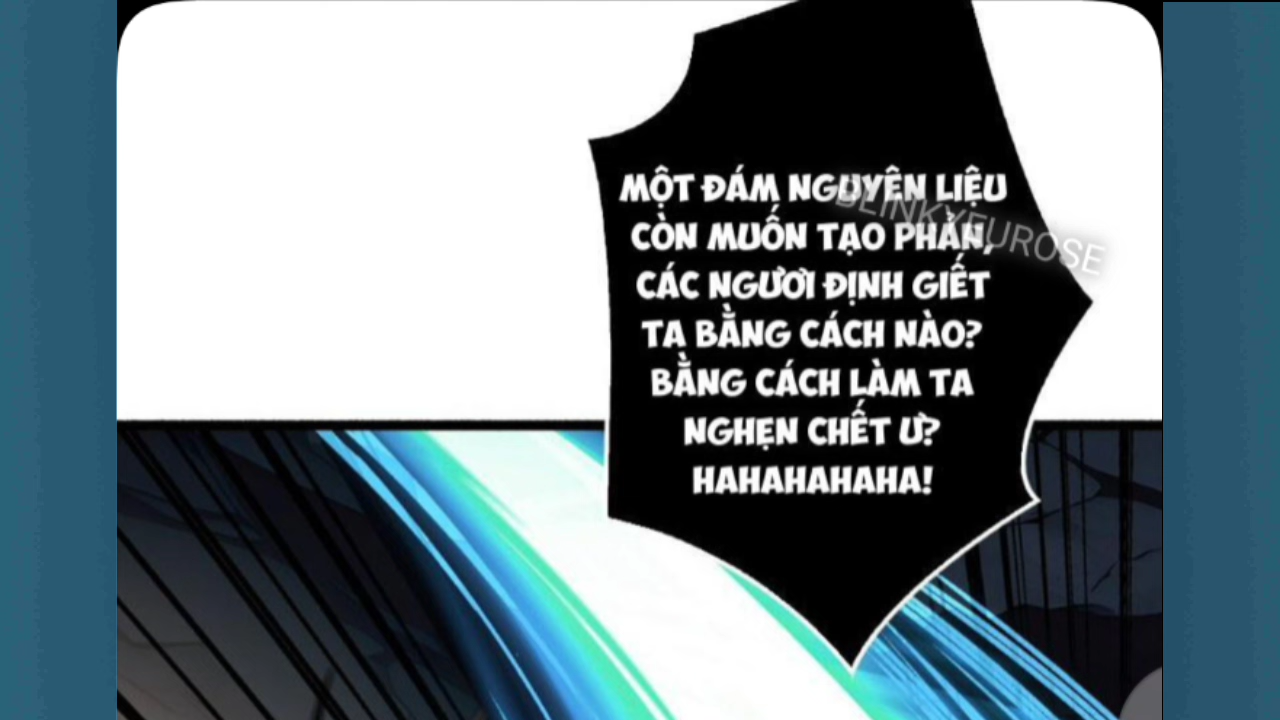 MỘT ĐÁM NGUYÊN LIỆU
CÒN MUỐN TẠO PHẢN,
CÁC NGƯƠI ĐỊNH GIẾT
TA BẰNG CÁCH NÀO?
BẰNG CÁCH LÀM TA
NGHẸN CHẾT Ư?
HAHAHAHAHA!
BLINKYEUROSE